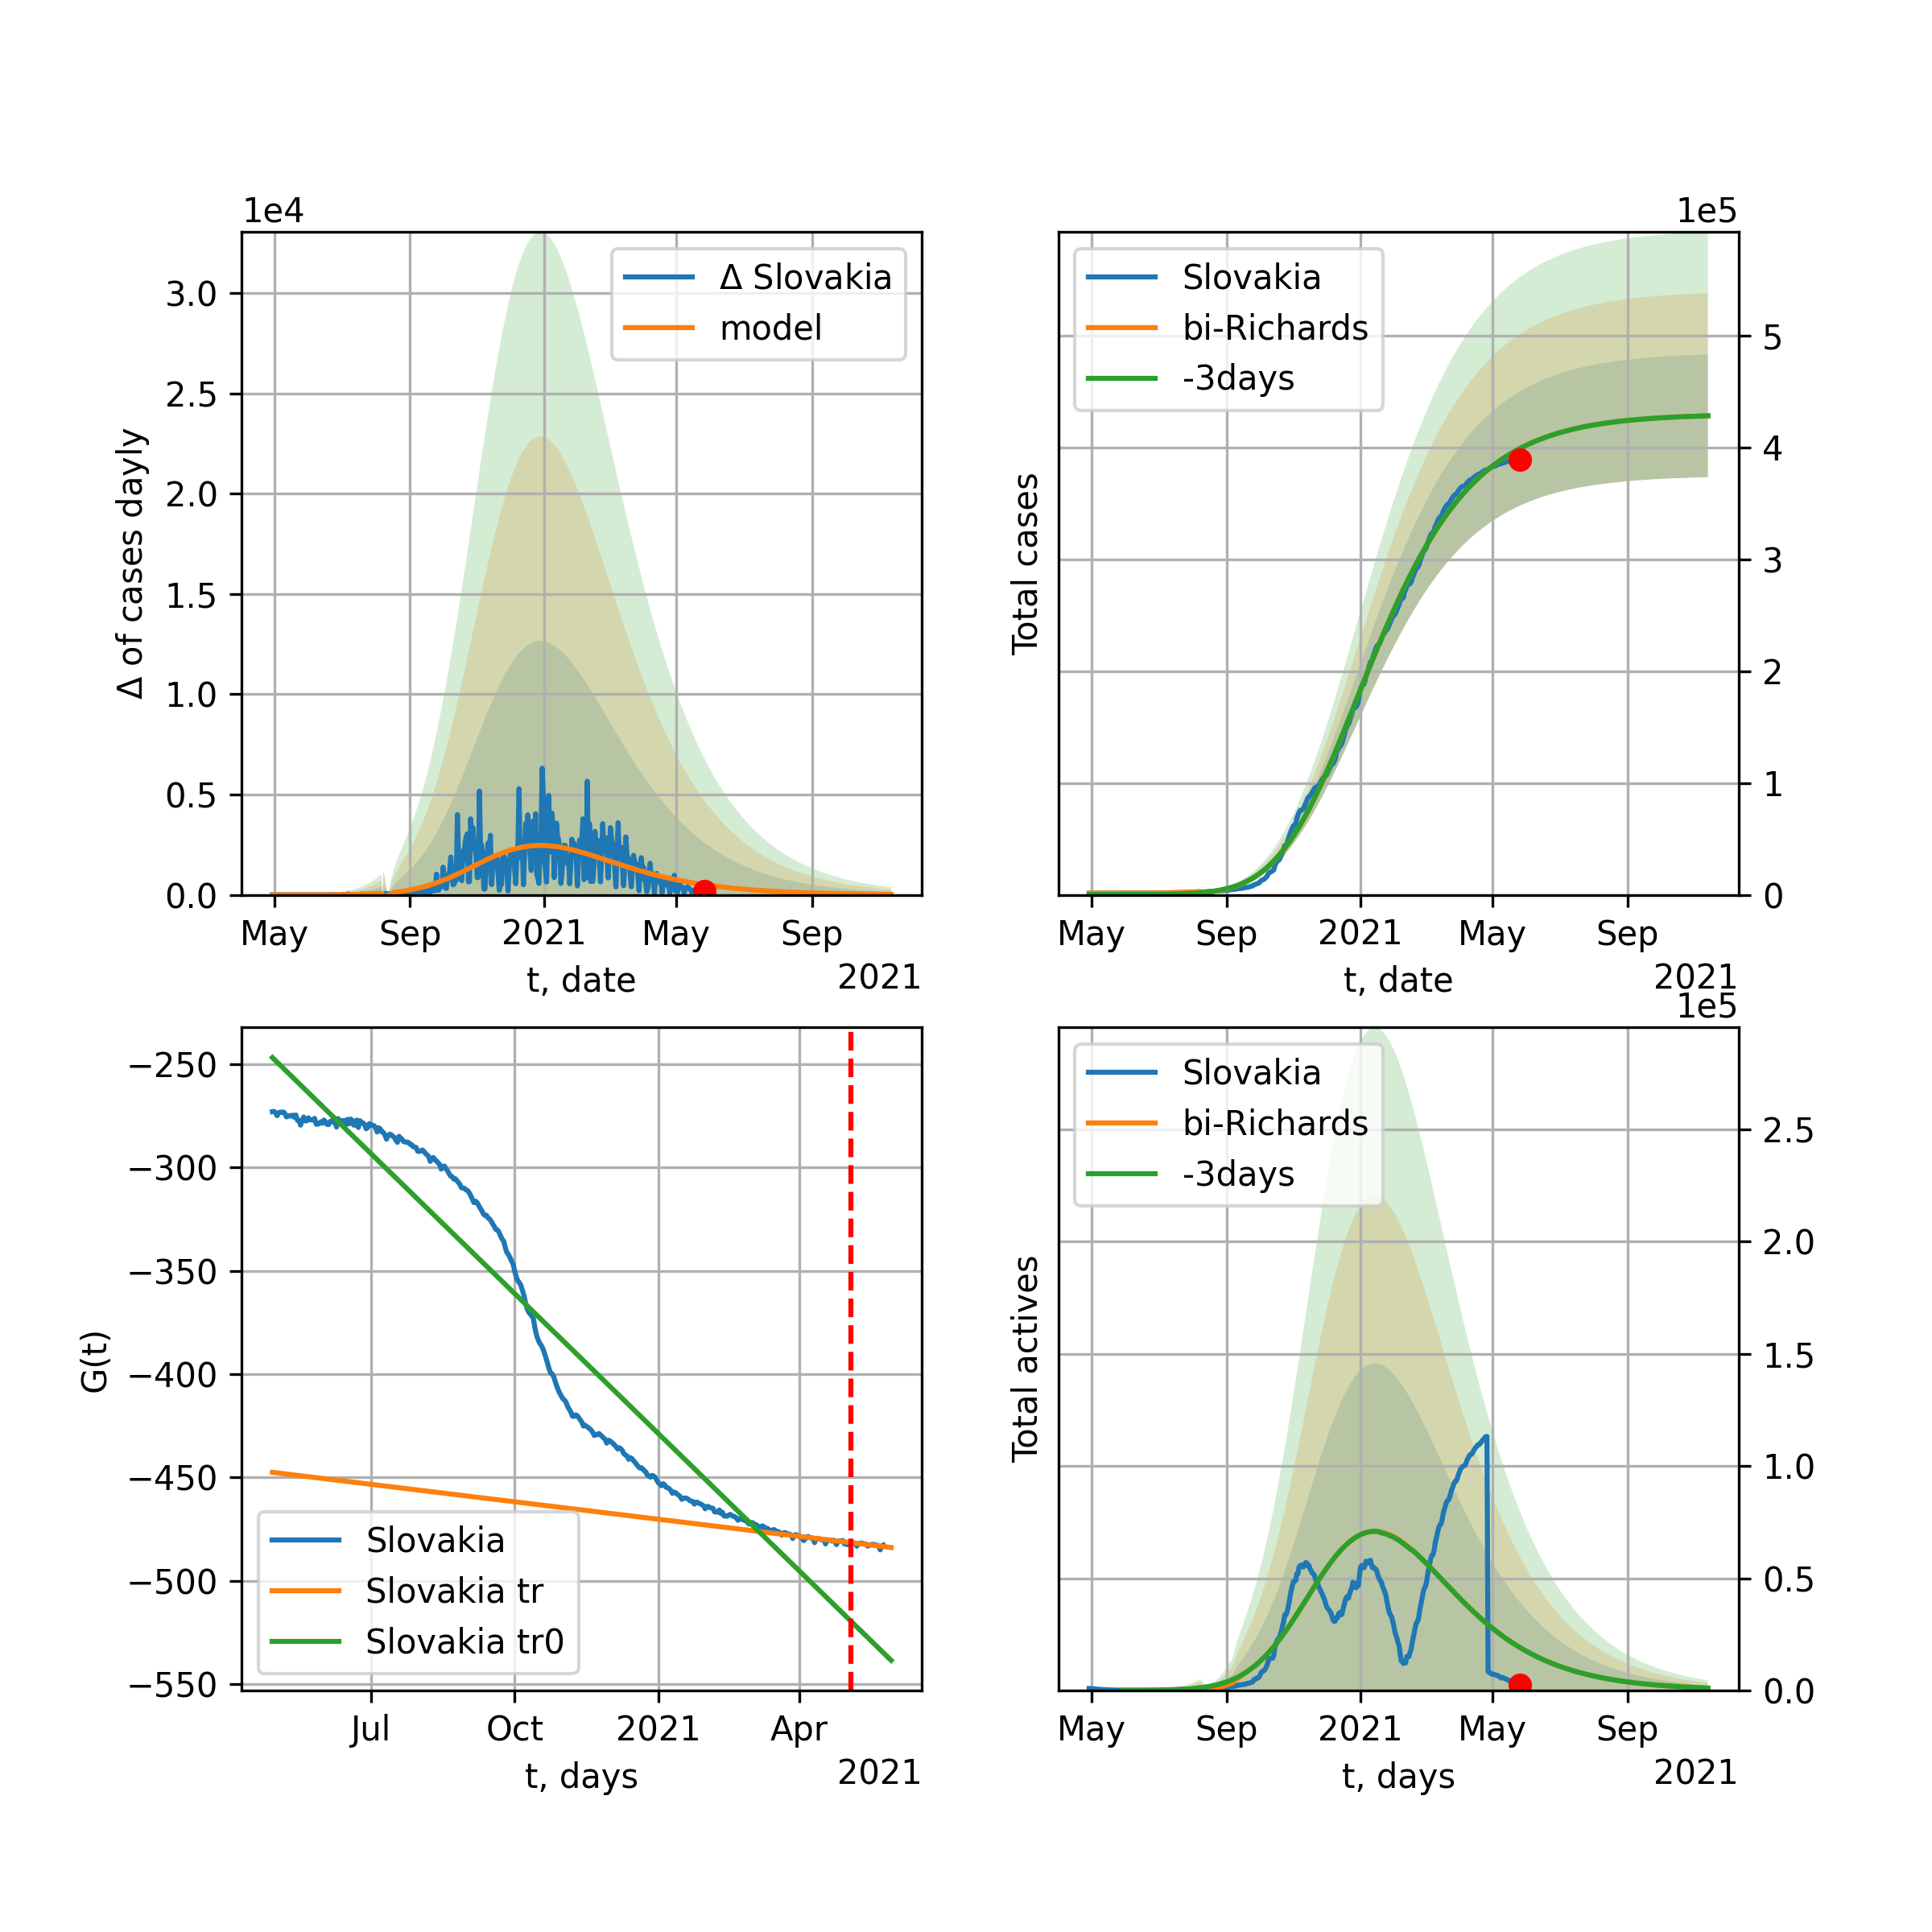 1e4
Δ of cases dayly
3.0
2.5
2.0
1.5
1.0
0.5
0.0
Δ Slovakia
model
May Sep 2021 May Sep
t, date
2021
1e5
Total cases
Slovakia
bi-Richards
-3days
5
4
3
2
1
0
May Sep 2021 May Sep
t, date
2021
G(t)
−250
−300
−350
−400
−450
−500
−550
Slovakia
Slovakia tr
Slovakia tr0
Jul Oct 2021 Apr
t, days
2021
1e5
Total actives
Slovakia
bi-Richards
-3days
2.5
2.0
1.5
1.0
0.5
0.0
May Sep 2021 May Sep
t, days
2021